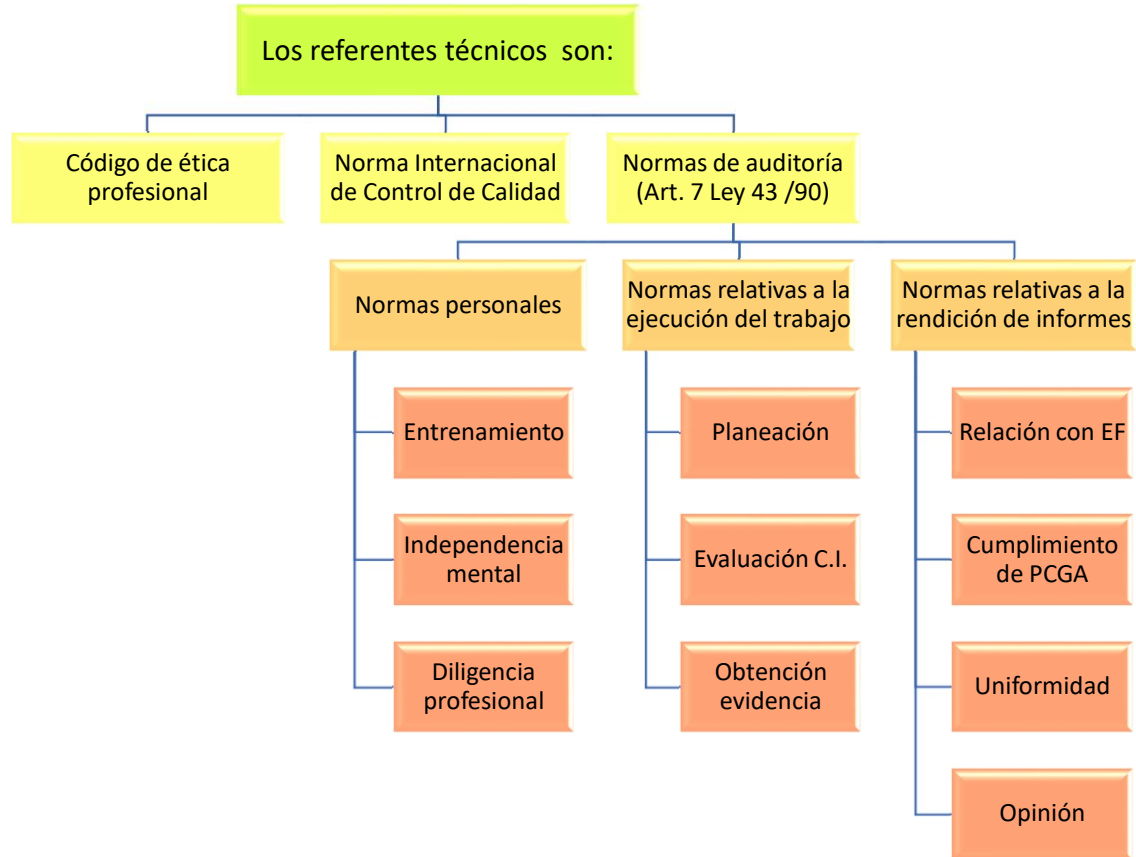 Los referentes técnicos son:
Código de ética
profesional
Norma Internacional
de Control de Calidad
Normas de auditoría
(Art. 7 Ley 43 /90)
Normas personales
Normas relativas a la
ejecución del trabajo
Normas relativas a la
rendición de informes
Entrenamiento
Independencia
mental
Diligencia
profesional
Planeación
Evaluación C.I.
Obtención
evidencia
Relación con EF
Cumplimiento
de PCGA
Uniformidad
Opinión